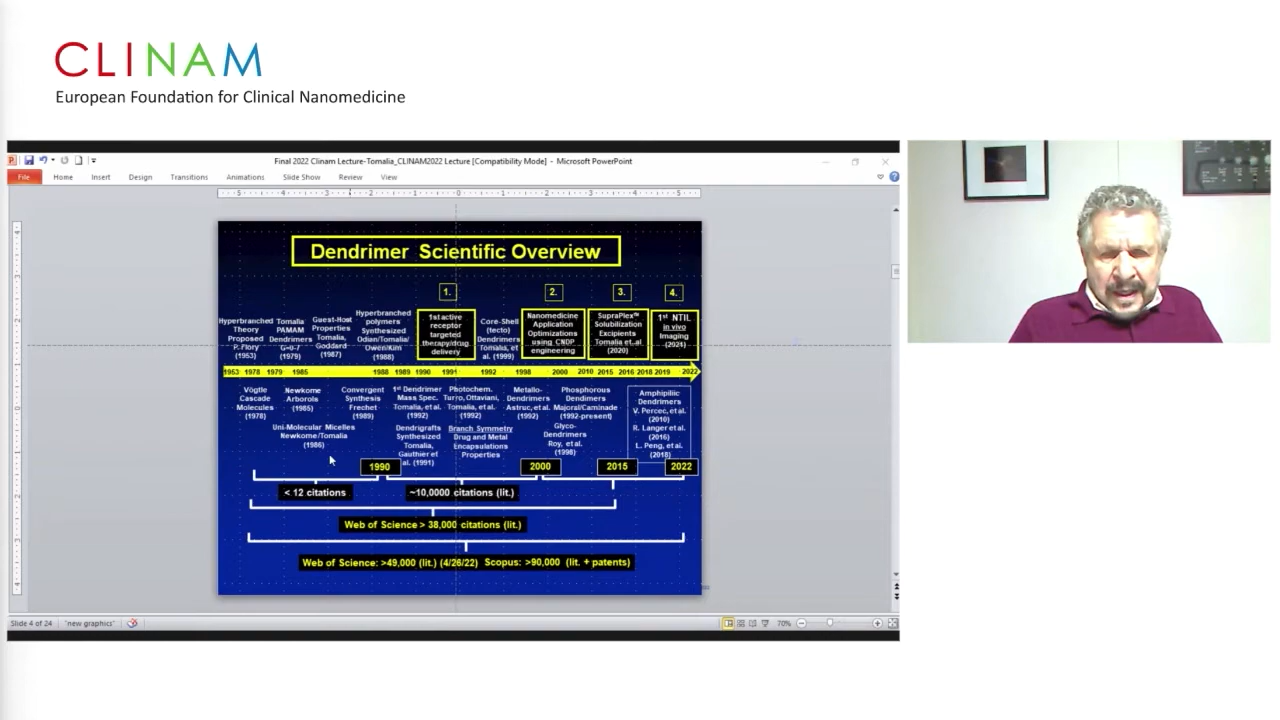 CLINAM
European Foundation for Clinical Nanomedicine
Final 2022 Clinam Lecture-Tomalia_CLINAM2022 Lecture [Compatibility Mode] - Microsoft PowerPoint
File Home Insert Design Transitions Animations Slide Show Review View
Dendrimer Scientific Overview
1.
2.
3.
4.
Hyperbranched
Theory
Proposed
P. Flory
(1953)
Tomalia
PAMAM
Dendrimers
G=0-7
(1979)
Guest-Host
Properties
Tomalia,
Goddard
(1987)
Hyperbranched
polymers
Synthesized
Odian/Tomalia/
Owen/Kim
(1988)
1st active
receptor
targeted
therapy/drug
delivery
Core-Shell
(tecto)
Dendrimers
Tomalia, et
al. (1999)
Nanomedicine
Application
Optimizations
using CNDP
engineering
SupraPlex™
Solubilization
Excipients
Tomalia et.al
(2020)
1st NTIL
in vivo
Imaging
(2021)
1953 1978 1979 1985 1988 1989 1990 1991 1992 1998 2000 2010 2015 2016 2018 2019 2022
Vögtle
Cascade
Molecules
(1978)
Newkome
Arborols
(1985)
Uni-Molecular Micelles
Newkome/Tomalia
(1986)
Convergent
Synthesis
Frechet
(1989)
1st Dendrimer
Mass Spec.
Tomalia, et al.
(1992)
Dendrigrafts
Synthesized
Tomalia,
Gauthier et
al. (1991)
Photochem.
Turro, Ottaviani,
Tomalia, et al.
(1992)
Branch Symmetry
Drug and Metal
Encapsulations
Properties
Metallo-
Dendrimers
Astruc, et al.
(1992)
Phosphorous
Dendrimers
Majoral/Caminade
(1992-present)
Glyco-
Dendrimers
Roy, et al.
(1998)
Amphiphilic
Dendrimers
V. Percec, et al.
(2010)
R. Langer et al.
(2016)
L. Peng, et al.
(2018)
1990
2000
2015
2022
< 12 citations
~10,0000 citations (lit.)
Web of Science > 38,000 citations (lit.)
Web of Science: >49,000 (lit.) (4/26/22) Scopus: >90,000 (lit. + patents)
Slide 4 of 24 "new graphics" 70%